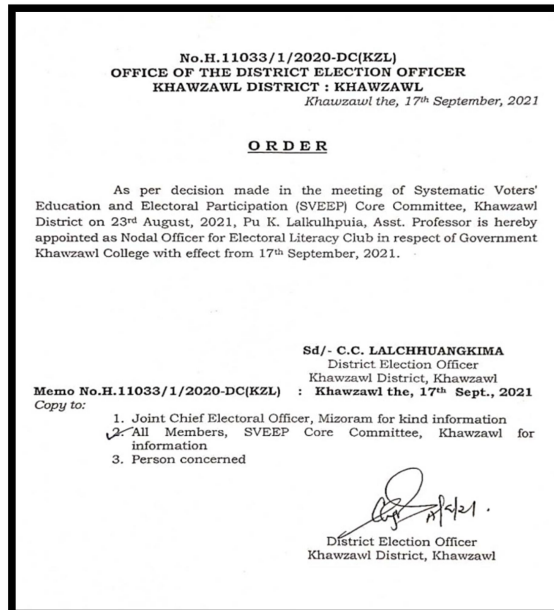 No.H.11033/1/2020-DC(KZL)
OFFICE OF THE DISTRICT ELECTION OFFICER
KHAWZAWL DISTRICT : KHAWZAWL
Khawzawl the, 17th September, 2021
ORDER
As per decision made in the meeting of Systematic Voters'
Education and Electoral Participation (SVEEP) Core Committee, Khawzawl
District on 23rd August, 2021, Pu K. Lalkulhpuia, Asst. Professor is hereby
appointed as Nodal Officer for Electoral Literacy Club in respect of Government
Khawzawl College with effect from 17th September, 2021.
Sd/- C.C. LALCHHUANGKIMA
District Election Officer
Khawzawl District, Khawzawl
Memo No.H.11033/1/2020-DC(KZL) : Khawzawl the, 17th Sept., 2021
Copy to:
1. Joint Chief Electoral Officer, Mizoram for kind information
2. All Members, SVEEP Core Committee, Khawzawl for
information
3. Person concerned
District Election Officer
Khawzawl District, Khawzawl